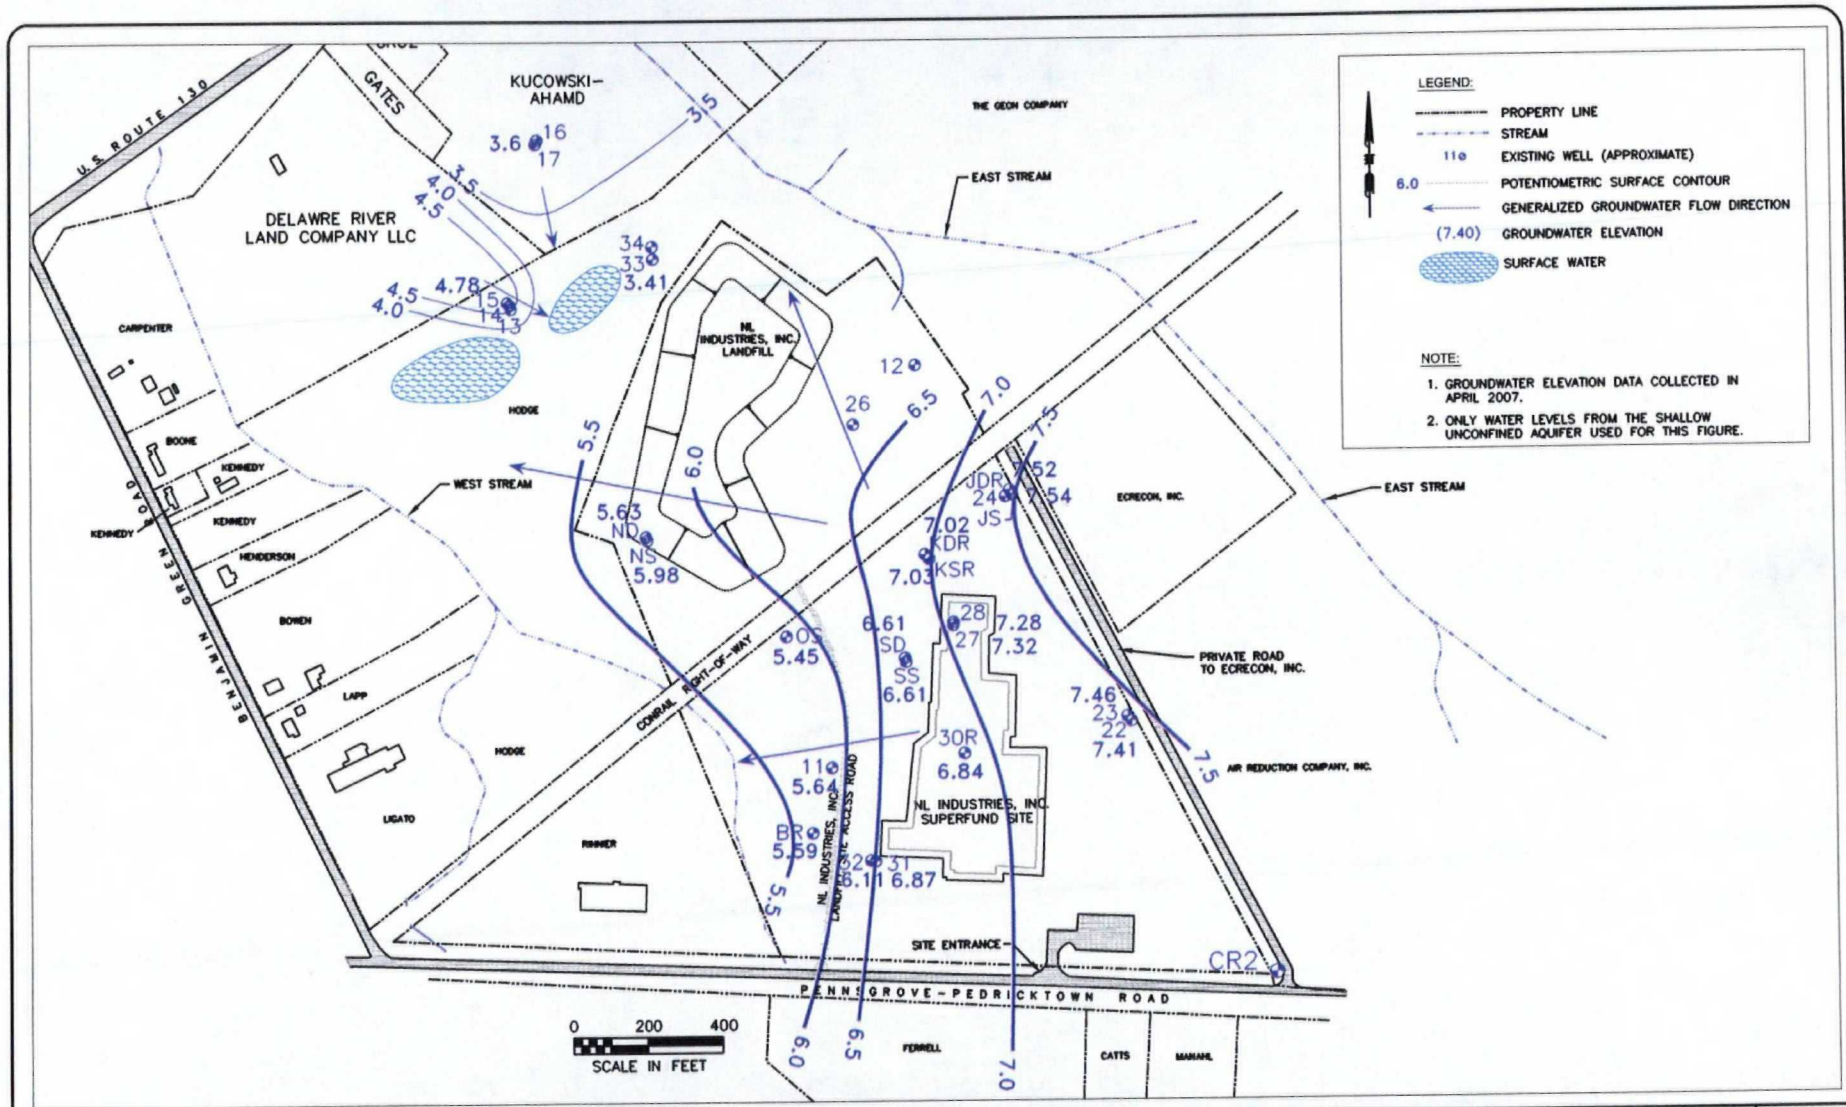 GATES
KUCOWSKI-
AHAMD
THE GEON COMPANY
3.5
U.S. ROUTE 130
3.6
16
17
EAST STREAM
3.5
4.0
4.5
DELAWRE RIVER
LAND COMPANY LLC
34
33
3.41
4.78
4.5
4.0
15
14
13
CARPENTER
NL
INDUSTRIES, INC.
LANDFILL
12
26
6.5
7.0
7.5
HODGE
5.5
6.0
BOONE
KENNEDY
WEST STREAM
KENNEDY
KENNEDY
HENDERSON
BOWEN
LAPP
HODGE
LIGATO
BENJAMIN GREEN ROAD
5.63
ND
NS
5.98
7.52
JDR
24
7.54
JS
ECRECON, INC.
EAST STREAM
7.02
KDR
7.03
KSR
OS
5.45
6.61
SD
SS
6.61
28
27
7.28
7.32
CONRAIL RIGHT-OF-WAY
PRIVATE ROAD
TO ECRECON, INC.
7.46
23
22
7.41
7.5
AIR REDUCTION COMPANY, INC.
30R
6.84
11
5.64
NL INDUSTRIES, INC.
SUPERFUND SITE
NL INDUSTRIES, INC.
LANDFILL SITE ACCESS ROAD
RINNIER
BR
5.59
32
31
6.11
6.87
5.5
SITE ENTRANCE
CR2
PENNSGROVE-PEDRICKTOWN ROAD
0 200 400
SCALE IN FEET
6.0
6.5
7.0
FERRELL
CATTS
MANAHL
LEGEND:
PROPERTY LINE
STREAM
11 EXISTING WELL (APPROXIMATE)
6.0 POTENTIOMETRIC SURFACE CONTOUR
GENERALIZED GROUNDWATER FLOW DIRECTION
(7.40) GROUNDWATER ELEVATION
SURFACE WATER
NOTE:
1. GROUNDWATER ELEVATION DATA COLLECTED IN
APRIL 2007.
2. ONLY WATER LEVELS FROM THE SHALLOW
UNCONFINED AQUIFER USED FOR THIS FIGURE.